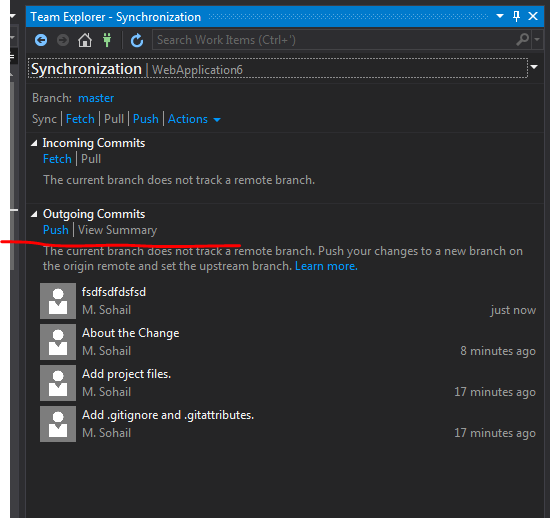 Team Explorer - Synchronization
Search Work Items (Ctrl+')
Synchronization | WebApplication6
Branch: master
Sync | Fetch | Pull | Push | Actions
Incoming Commits
Fetch | Pull
The current branch does not track a remote branch.
Outgoing Commits
Push | View Summary
The current branch does not track a remote branch. Push your changes to a new branch on
the origin remote and set the upstream branch. Learn more.
fsdfsdfdsfsd
M. Sohail just now
About the Change
M. Sohail 8 minutes ago
Add project files.
M. Sohail 17 minutes ago
Add .gitignore and .gitattributes.
M. Sohail 17 minutes ago